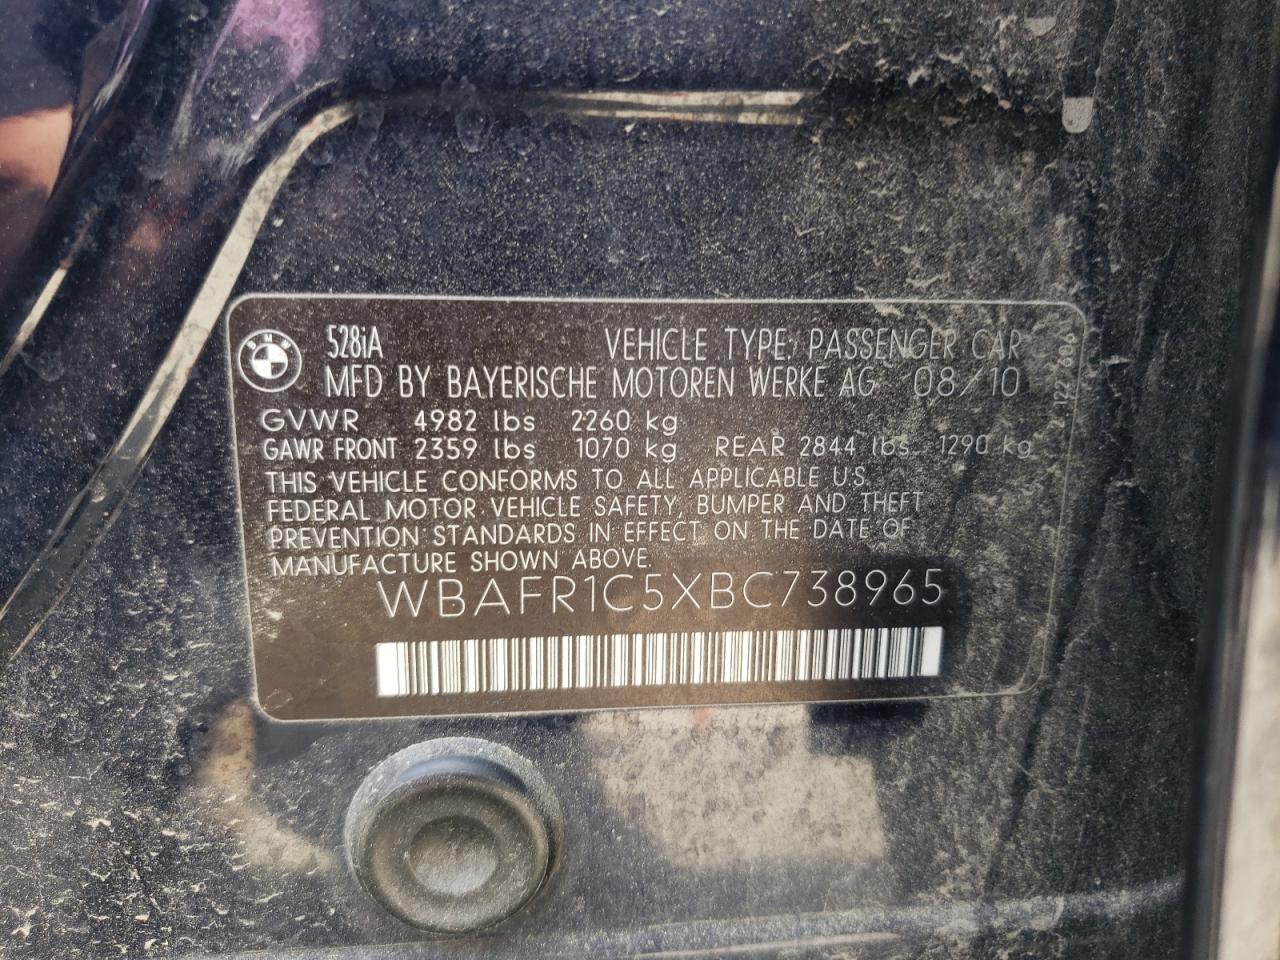 BMW
528iA VEHICLE TYPE: PASSENGER CAR
MFD BY BAYERISCHE MOTOREN WERKE AG 08/10
GVWR 4982 lbs 2260 kg
GAWR FRONT 2359 lbs 1070 kg REAR 2844 lbs 1290 kg
THIS VEHICLE CONFORMS TO ALL APPLICABLE U.S.
FEDERAL MOTOR VEHICLE SAFETY, BUMPER AND THEFT
PREVENTION STANDARDS IN EFFECT ON THE DATE OF
MANUFACTURE SHOWN ABOVE.
WBAFR1C5XBC738965